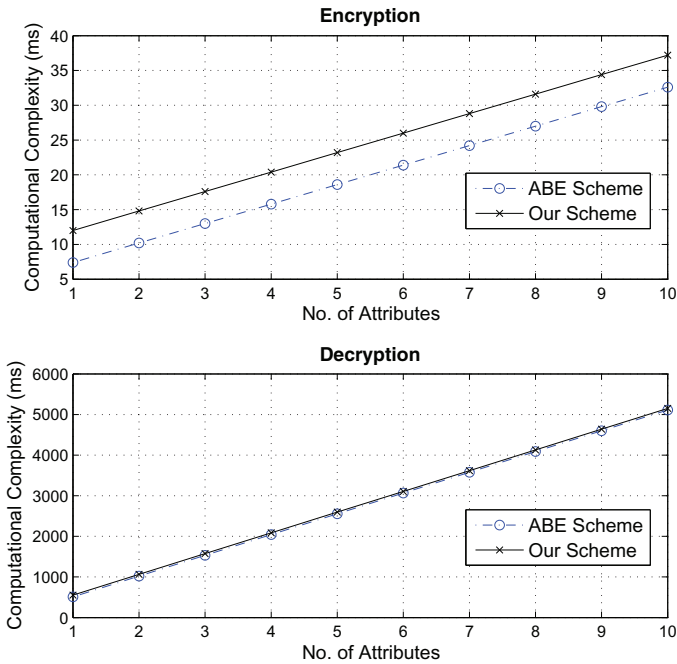 Encryption
Computational Complexity (ms)
40
35
30
25
20
15
10
5
ABE Scheme
Our Scheme
1 2 3 4 5 6 7 8 9 10
No. of Attributes
Decryption
Computational Complexity (ms)
6000
5000
4000
3000
2000
1000
0
ABE Scheme
Our Scheme
1 2 3 4 5 6 7 8 9 10
No. of Attributes